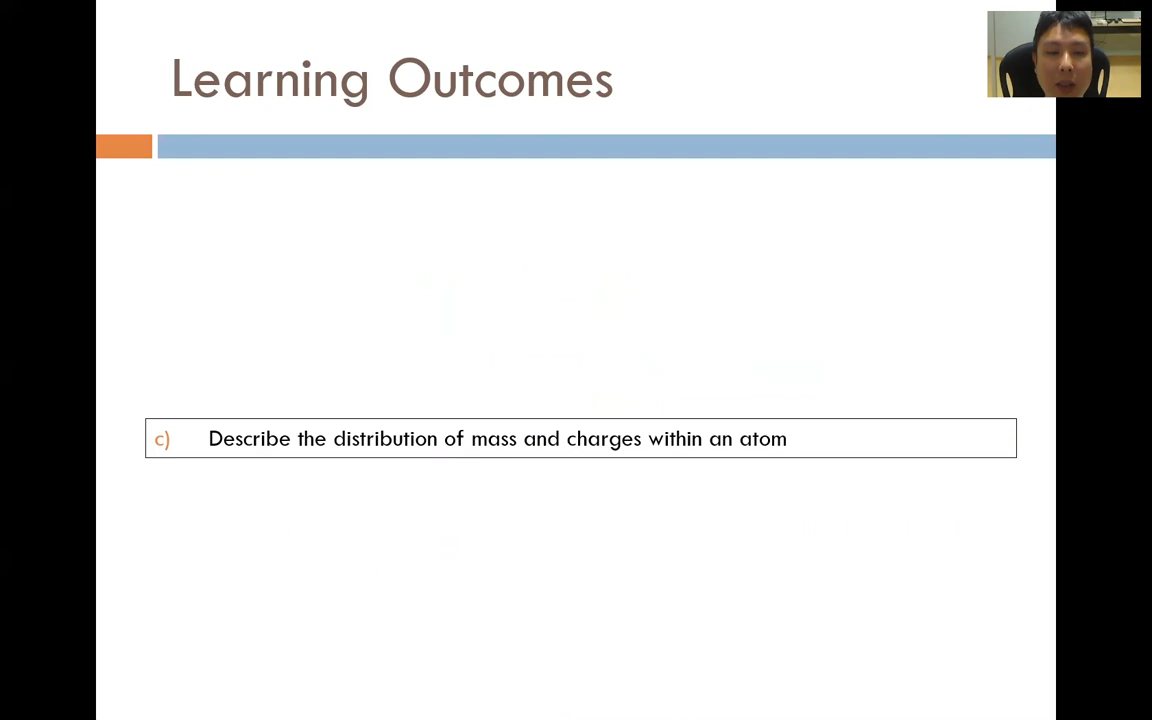 Learning Outcomes
c) Describe the distribution of mass and charges within an atom